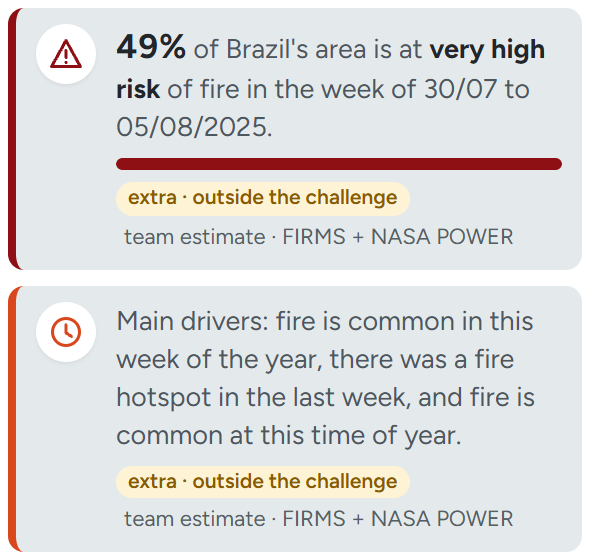 49% of Brazil's area is at very high
risk of fire in the week of 30/07 to
05/08/2025.
extra · outside the challenge
team estimate · FIRMS + NASA POWER
Main drivers: fire is common in this
week of the year, there was a fire
hotspot in the last week, and fire is
common at this time of year.
extra · outside the challenge
team estimate · FIRMS + NASA POWER